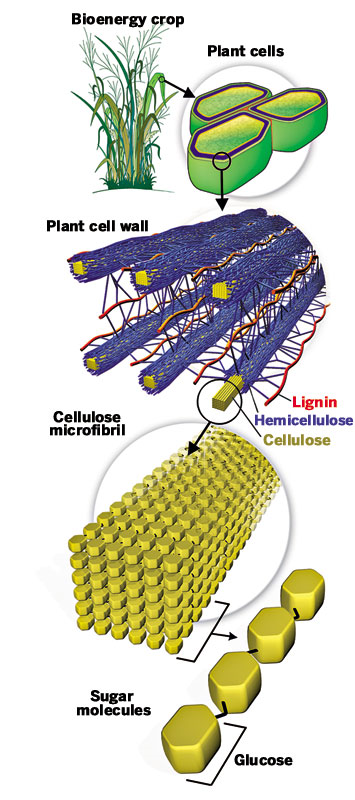 Bioenergy crop
Plant cells
Plant cell wall
Lignin
Hemicellulose
Cellulose
Cellulose
microfibril
Sugar
molecules
Glucose